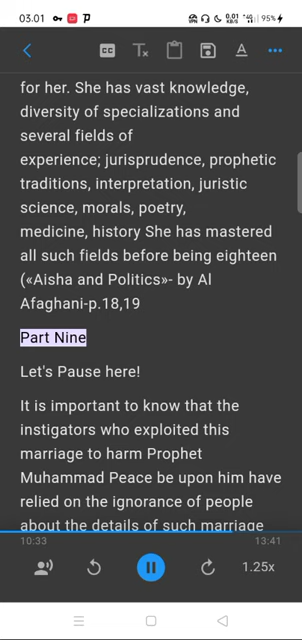 03.01
0.01 KB/S 4G 95%
CC
for her. She has vast knowledge,
diversity of specializations and
several fields of
experience; jurisprudence, prophetic
traditions, interpretation, juristic
science, morals, poetry,
medicine, history She has mastered
all such fields before being eighteen
(«Aisha and Politics»- by Al
Afaghani-p.18,19
Part Nine
Let's Pause here!
It is important to know that the
instigators who exploited this
marriage to harm Prophet
Muhammad Peace be upon him have
relied on the ignorance of people
about the details of such marriage
10:33 13:41
1.25x